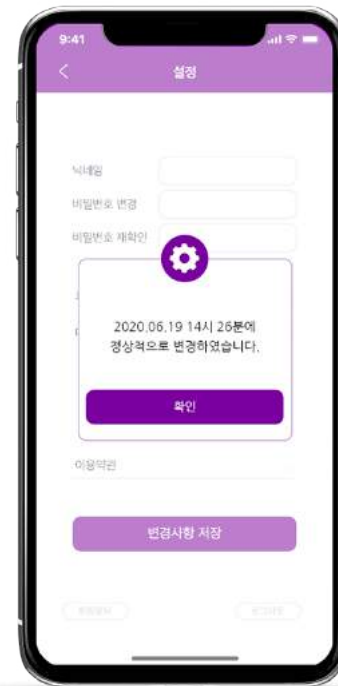 9:41
설정
닉네임
비밀번호 변경
비밀번호 재확인
2020.06.19 14시 26분에
정상적으로 변경하였습니다.
확인
이용약관
변경사항 저장